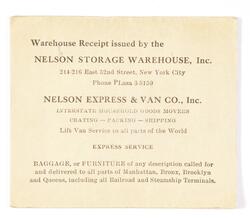 Warehouse Receipt issued by the
NELSON STORAGE WAREHOUSE, Inc.
214-216 East 52nd Street, New York City
Phone PLaza 3-5159
NELSON EXPRESS & VAN CO., Inc.
INTERSTATE HOUSEHOLD GOODS MOVERS
CRATING — PACKING — SHIPPING
Lift Van Service to all parts of the World
EXPRESS SERVICE
BAGGAGE, or FURNITURE of any description called for
and delivered to all parts of Manhattan, Bronx, Brooklyn
and Queens, including all Railroad and Steamship Terminals.